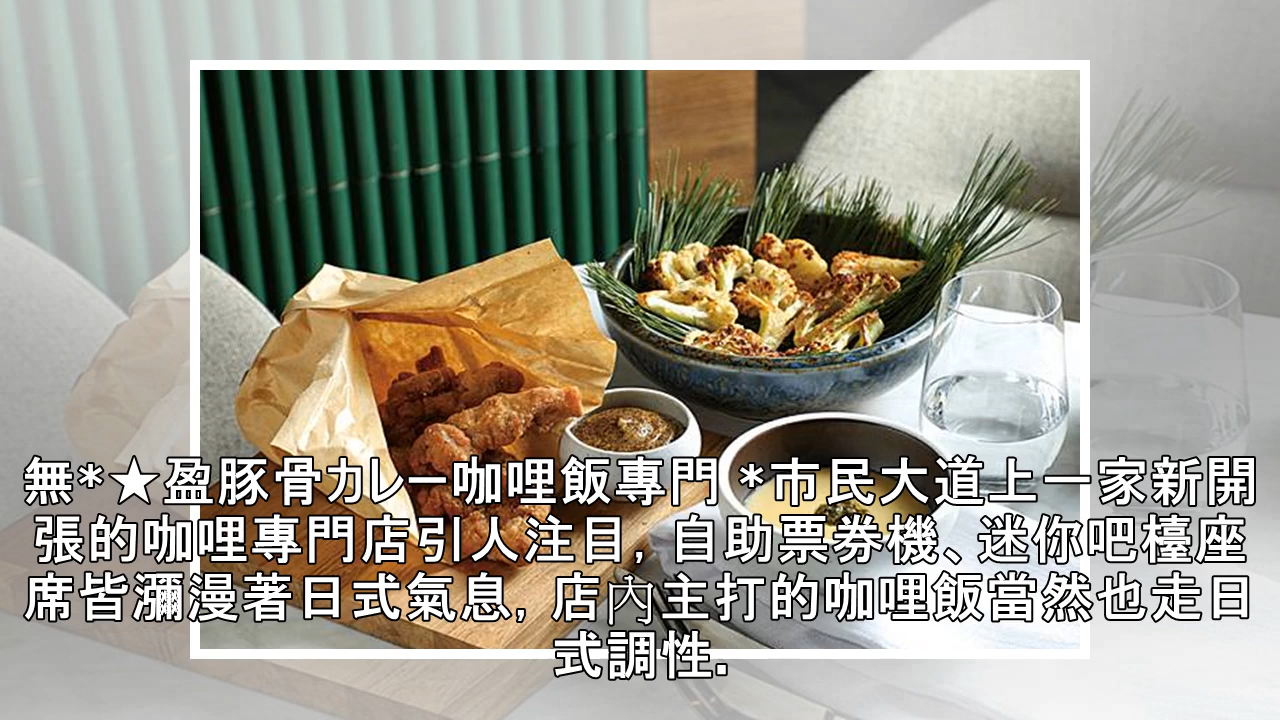 無*★盈豚骨カレー咖哩飯專門 *市民大道上一家新開
張的咖哩專門店引人注目, 自助票券機、迷你吧檯座
席皆瀰漫著日式氣息, 店內主打的咖哩飯當然也走日
式調性.